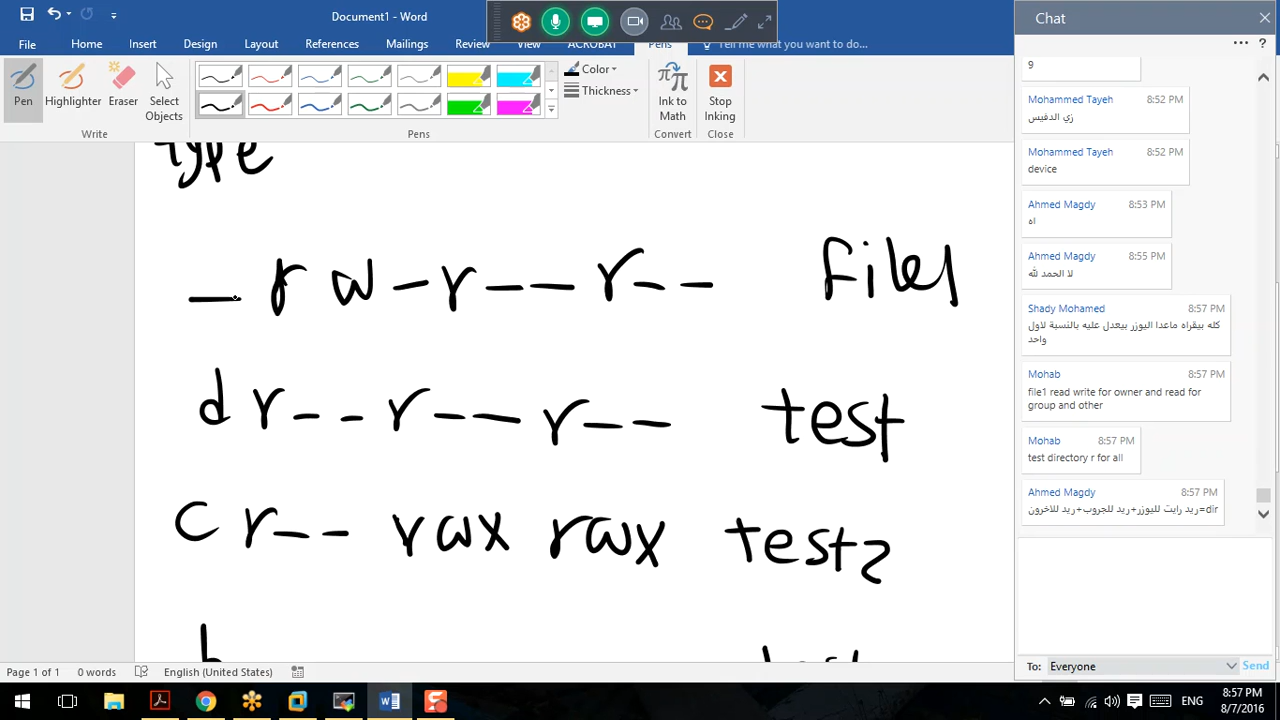 Document1 - Word
File Home Insert Design Layout References Mailings Review View ACROBAT Pens Tell me what you want to do...
Pen
Highlighter
Eraser
Select Objects
Color
Thickness
Ink to Math
Stop Inking
Write
Pens
Convert
Close
type
_ r w - r - - - r - - File1
d r - - r - - - r - - test
c r - - rwx rwx test2
b
Chat
9
Mohammed Tayeh 8:52 PM
زي الدفيس
Mohammed Tayeh 8:52 PM
device
Ahmed Magdy 8:53 PM
اه
Ahmed Magdy 8:55 PM
لا الحمد لله
Shady Mohamed 8:57 PM
كله بيقراه ماعدا اليوزر بيعدل عليه بالنسبة لاول
واحد
Mohab 8:57 PM
file1 read write for owner and read for
group and other
Mohab 8:57 PM
test directory r for all
Ahmed Magdy 8:57 PM
dir=ريد رايت لليوزر+ريد للجروب+ريد للاخرون
To: Everyone Send
Page 1 of 1 0 words English (United States)
ENG
8:57 PM
8/7/2016